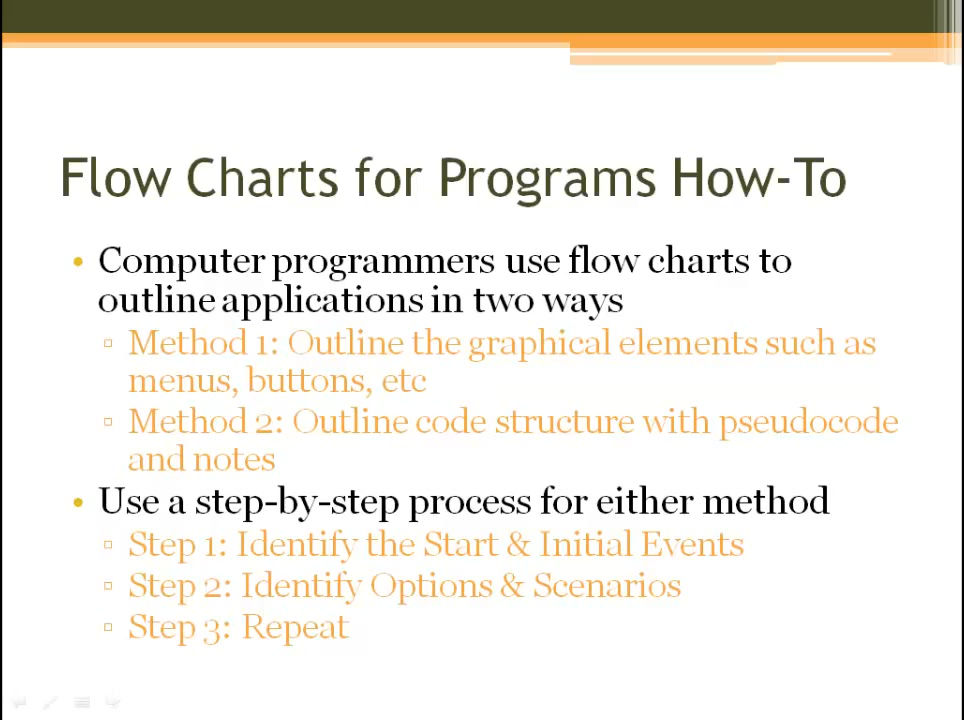 Flow Charts for Programs How-To
• Computer programmers use flow charts to
outline applications in two ways
▫ Method 1: Outline the graphical elements such as
menus, buttons, etc
▫ Method 2: Outline code structure with pseudocode
and notes
• Use a step-by-step process for either method
▫ Step 1: Identify the Start & Initial Events
▫ Step 2: Identify Options & Scenarios
▫ Step 3: Repeat